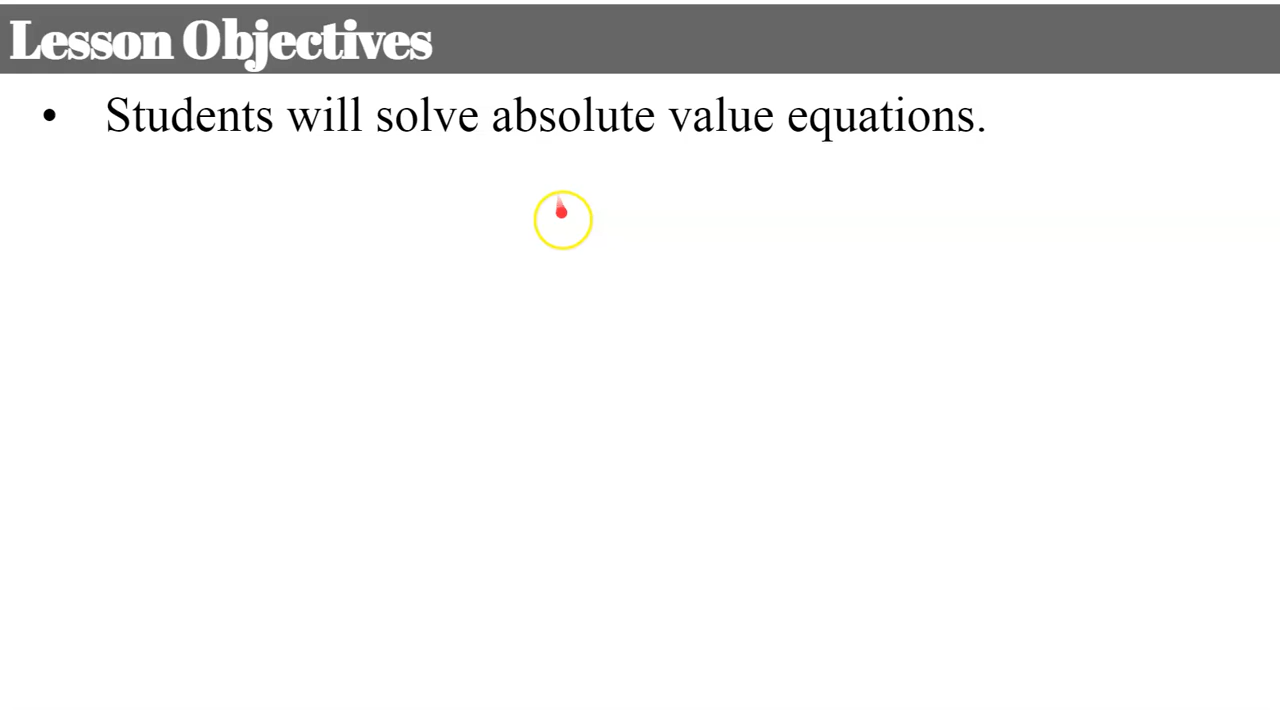 Lesson Objectives
• Students will solve absolute value equations.